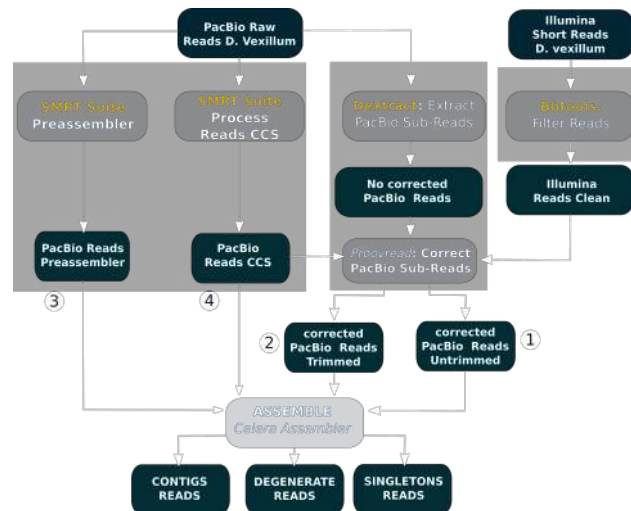 PacBio Raw
Reads D. Vexillum
Illumina
Short Reads
D. vexillum
SMRT Suite
Preassembler
SMRT Suite
Process
Reads CCS
Dextract: Extract
PacBio Sub-Reads
Bbtools:
Filter Reads
No corrected
PacBio Reads
Illumina
Reads Clean
PacBio Reads
Preassembler
PacBio
Reads CCS
Proovread: Correct
PacBio Sub-Reads
3
4
2
corrected
PacBio Reads
Trimmed
corrected
PacBio Reads
Untrimmed
1
ASSEMBLE
Celera Assembler
CONTIGS
READS
DEGENERATE
READS
SINGLETONS
READS